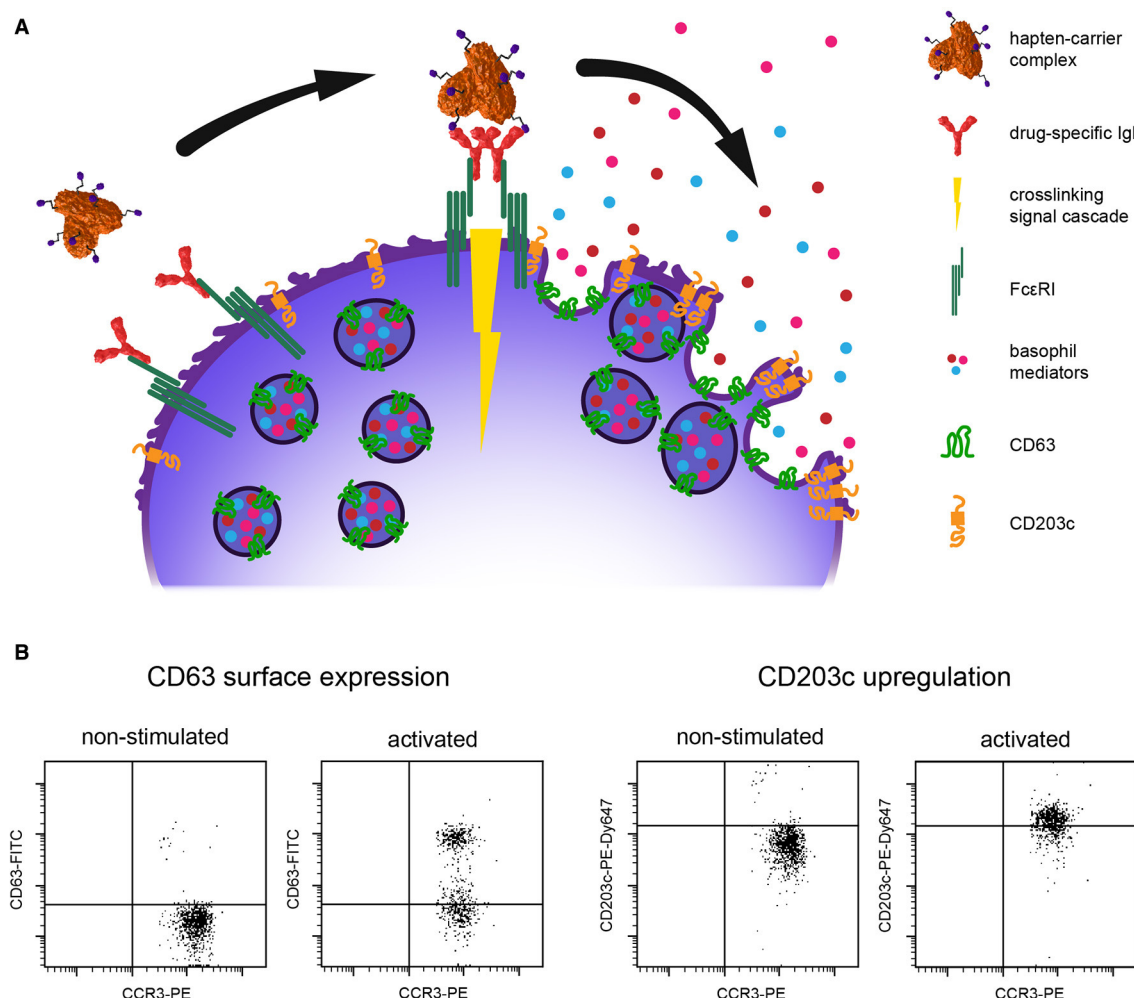 A
hapten-carrier
complex
drug-specific Ig
crosslinking
signal cascade
FcεRI
basophil
mediators
CD63
CD203c
B
CD63 surface expression
CD203c upregulation
non-stimulated
activated
non-stimulated
activated
CD63-FITC
CD63-FITC
CD203c-PE-Dy647
CD203c-PE-Dy647
CCR3-PE
CCR3-PE
CCR3-PE
CCR3-PE